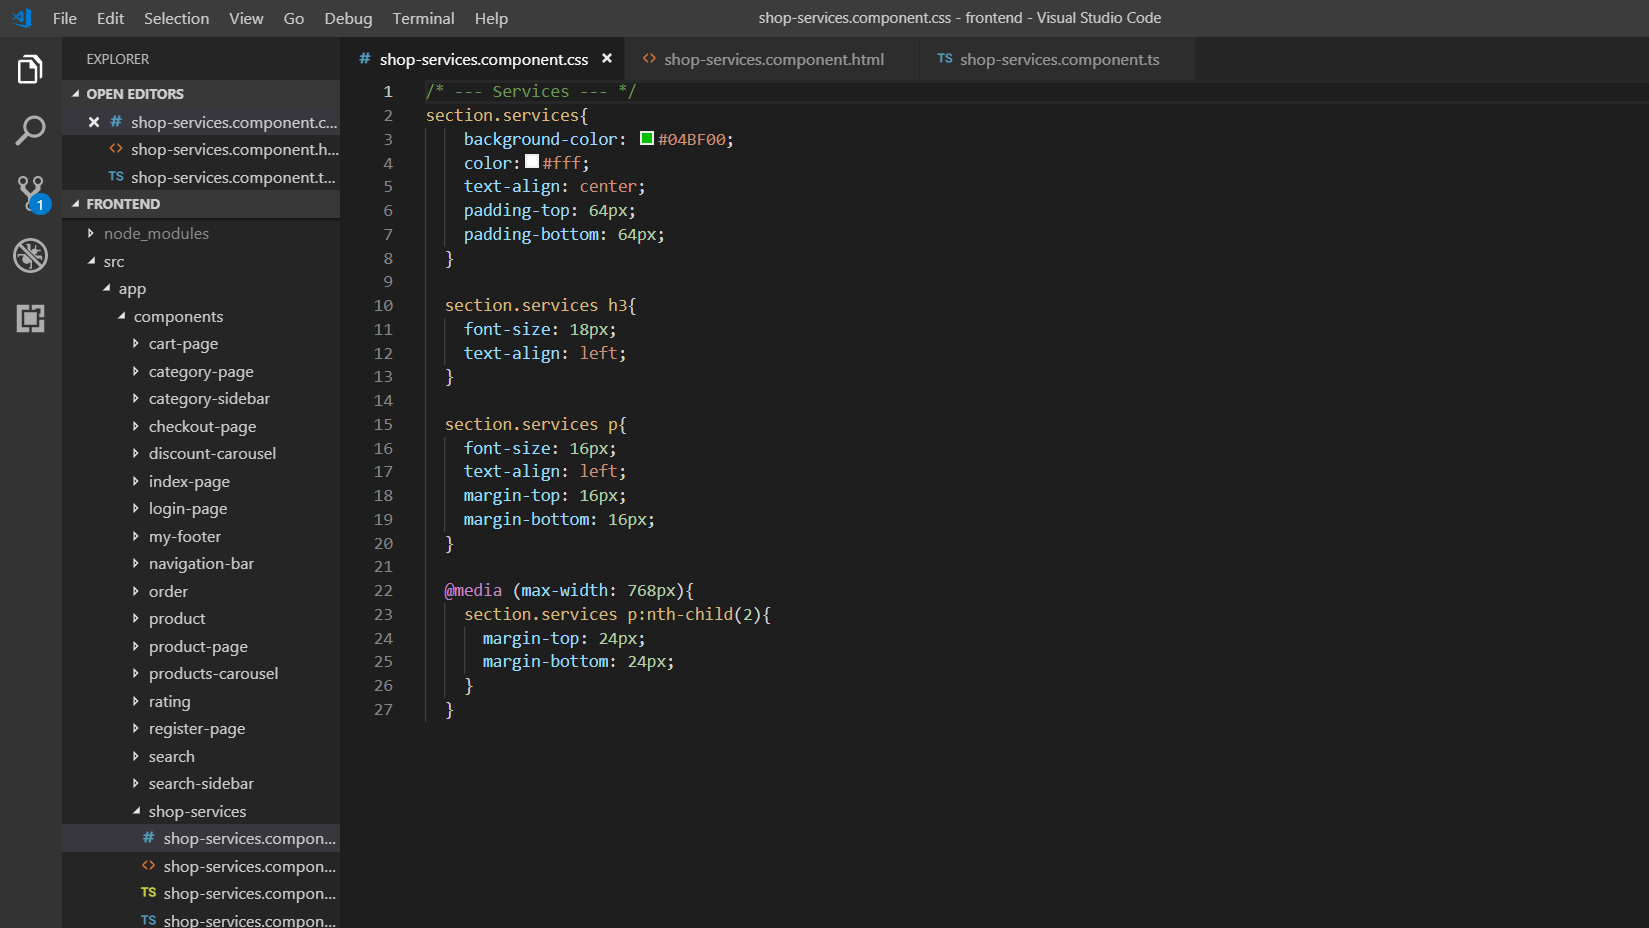 File Edit Selection View Go Debug Terminal Help
shop-services.component.css - frontend - Visual Studio Code
EXPLORER
OPEN EDITORS
# shop-services.component.c...
<> shop-services.component.h...
TS shop-services.component.t...
1
FRONTEND
node_modules
src
app
components
cart-page
category-page
category-sidebar
checkout-page
discount-carousel
index-page
login-page
my-footer
navigation-bar
order
product
product-page
products-carousel
rating
register-page
search
search-sidebar
shop-services
# shop-services.compon...
<> shop-services.compon...
TS shop-services.compon...
TS shop-services.compon...
# shop-services.component.css <> shop-services.component.html TS shop-services.component.ts
1 /* --- Services --- */
2 section.services{
3 background-color: #04BF00;
4 color: #fff;
5 text-align: center;
6 padding-top: 64px;
7 padding-bottom: 64px;
8 }
9
10 section.services h3{
11 font-size: 18px;
12 text-align: left;
13 }
14
15 section.services p{
16 font-size: 16px;
17 text-align: left;
18 margin-top: 16px;
19 margin-bottom: 16px;
20 }
21
22 @media (max-width: 768px){
23 section.services p:nth-child(2){
24 margin-top: 24px;
25 margin-bottom: 24px;
26 }
27 }